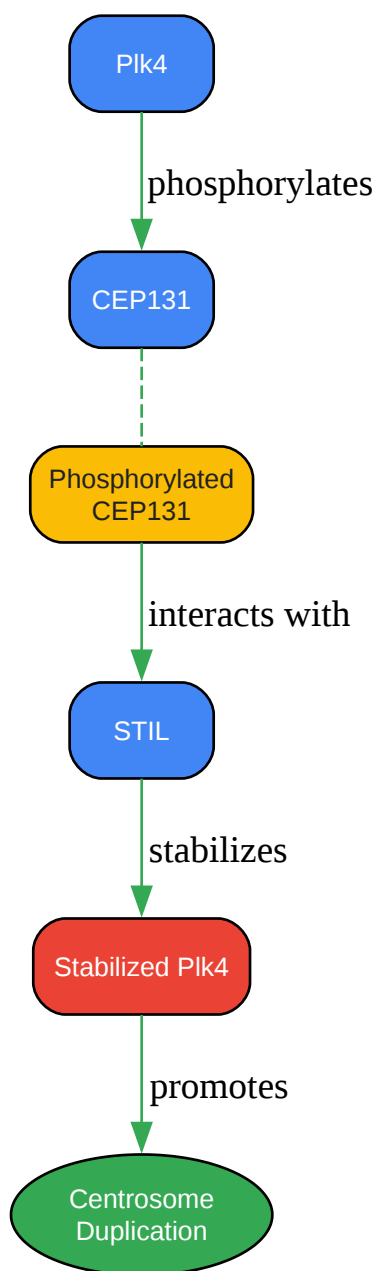 Plk4
phosphorylates
CEP131
Phosphorylated
CEP131
interacts with
STIL
stabilizes
Stabilized Plk4
promotes
Centrosome
Duplication